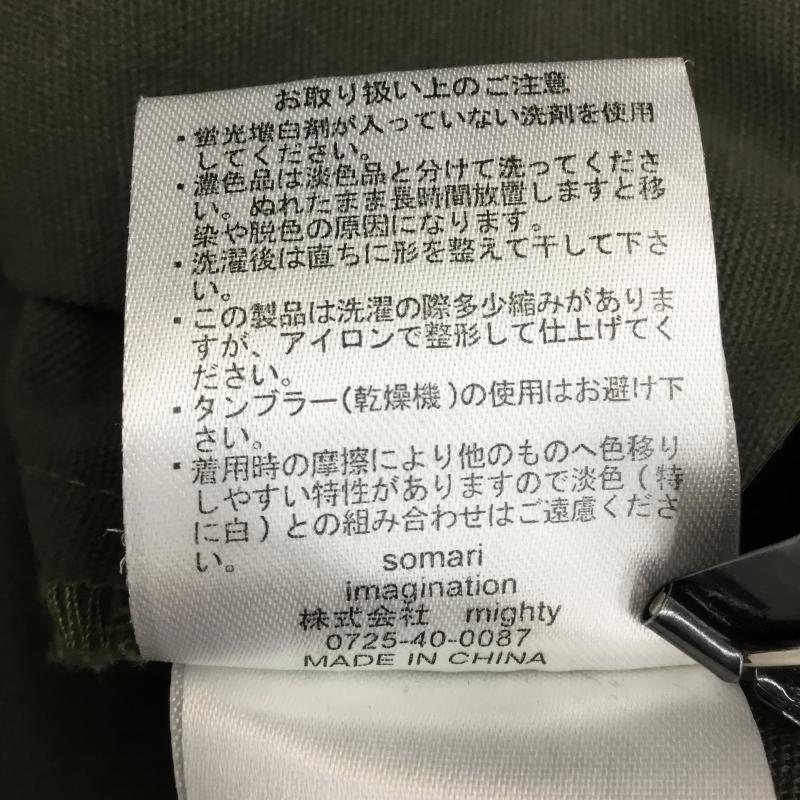 お取り扱い上のご注意
・蛍光増白剤が入っていない洗剤を使用
してください。
・濃色品は淡色品と分けて洗ってくださ
い。ぬれたまま長時間放置しますと移
染や脱色の原因になります。
・洗濯後は直ちに形を整えて干して下さ
い。
・この製品は洗濯の際多少縮みがありま
すが、アイロンで整形して仕上げてく
ださい。
・タンブラー(乾燥機)の使用はお避け下
さい。
・着用時の摩擦により他のものへ色移り
しやすい特性がありますので淡色(特
に白)との組み合わせはご遠慮くださ
い。
somari
imagination
株式会社 mighty
0725-40-0087
MADE IN CHINA